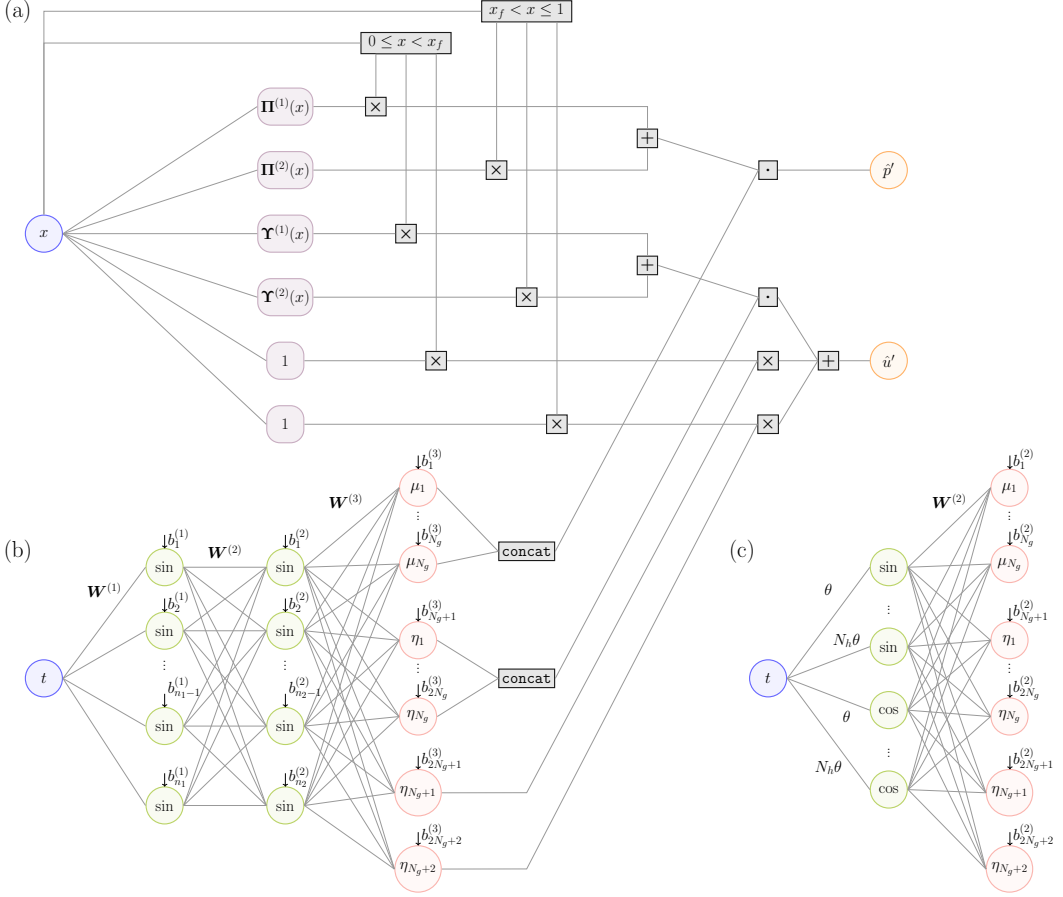 (a)
x_f < x ≤ 1
0 ≤ x < x_f
Π^{(1)}(x)
×
+
Π^{(2)}(x)
×
·
p̂′
x
Υ^{(1)}(x)
×
+
Υ^{(2)}(x)
×
·
1
×
×
+
û′
1
×
×
(b)
W^{(1)}
W^{(2)}
W^{(3)}
t
↓b_1^{(1)}
sin
↓b_2^{(1)}
sin
⋮
↓b_{n_1−1}^{(1)}
sin
↓b_{n_1}^{(1)}
sin
↓b_1^{(2)}
sin
↓b_2^{(2)}
sin
⋮
↓b_{n_2−1}^{(2)}
sin
↓b_{n_2}^{(2)}
sin
↓b_1^{(3)}
μ_1
⋮
↓b_{N_g}^{(3)}
μ_{N_g}
↓b_{N_g+1}^{(3)}
η_1
⋮
↓b_{2N_g}^{(3)}
η_{N_g}
↓b_{2N_g+1}^{(3)}
η_{N_g+1}
↓b_{2N_g+2}^{(3)}
η_{N_g+2}
concat
concat
(c)
W^{(2)}
t
θ
N_hθ
θ
N_hθ
sin
⋮
sin
cos
⋮
cos
↓b_1^{(2)}
μ_1
⋮
↓b_{N_g}^{(2)}
μ_{N_g}
↓b_{N_g+1}^{(2)}
η_1
⋮
↓b_{2N_g}^{(2)}
η_{N_g}
↓b_{2N_g+1}^{(2)}
η_{N_g+1}
↓b_{2N_g+2}^{(2)}
η_{N_g+2}